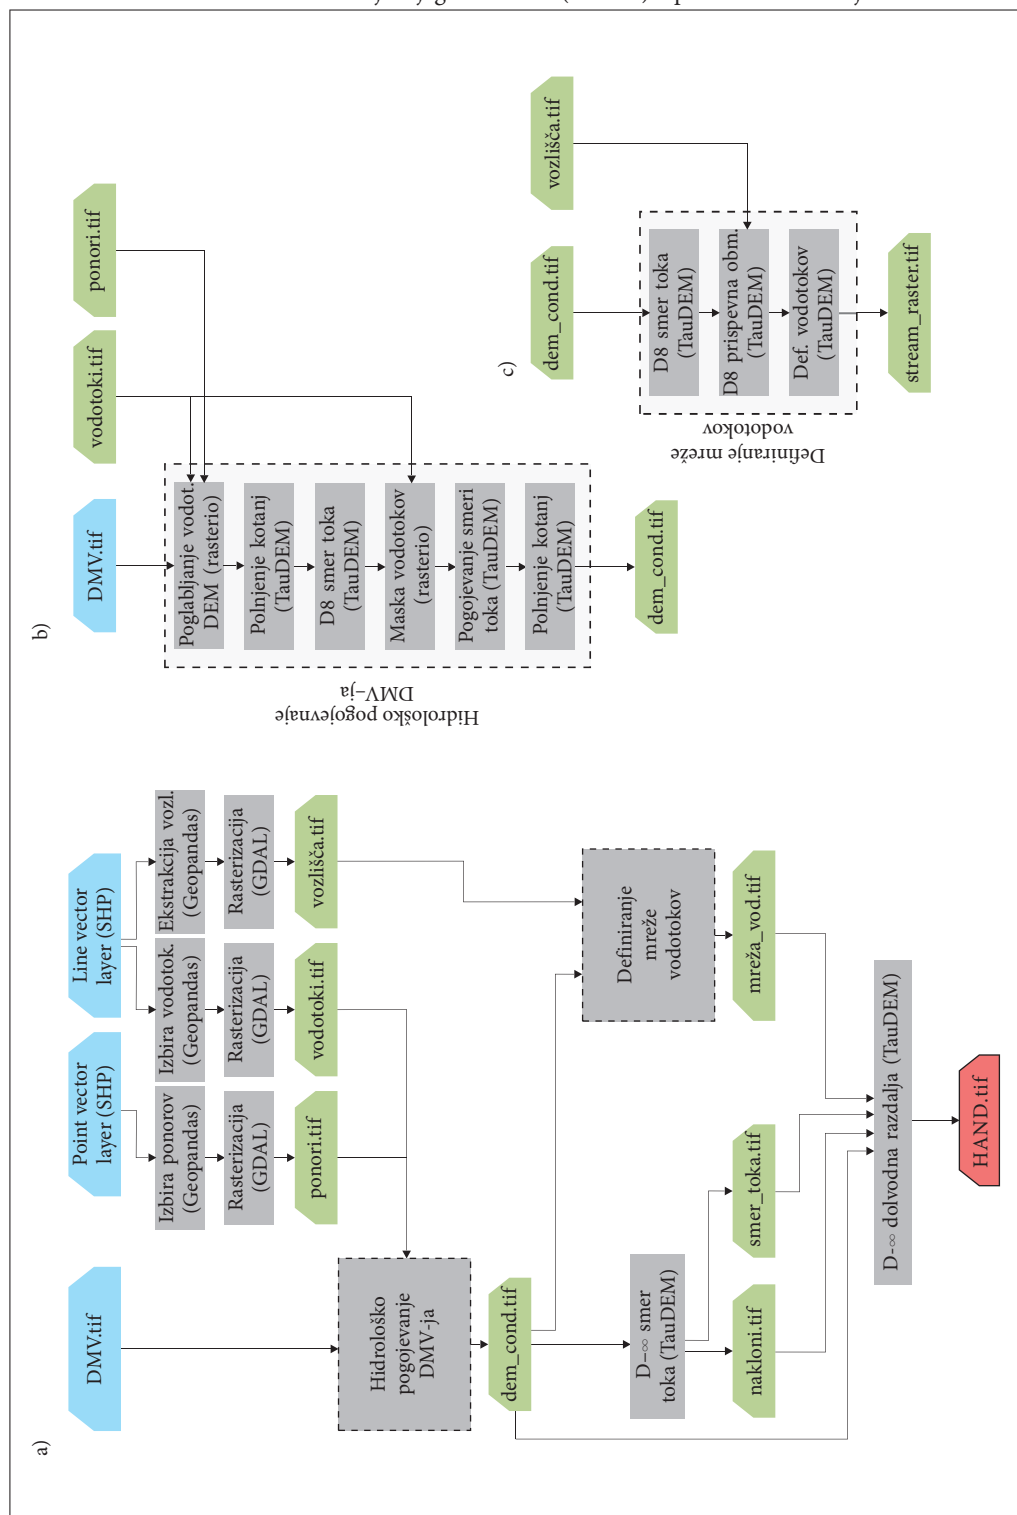 a)
DMV.tif
Point vector
layer (SHP)
Line vector
layer (SHP)
Izbira ponorov
(Geopandas)
Izbira vodotok.
(Geopandas)
Ekstrakcija vozl.
(Geopandas)
Rasterizacija
(GDAL)
Rasterizacija
(GDAL)
Rasterizacija
(GDAL)
ponori.tif
vodotoki.tif
vozlišča.tif
Hidrološko
pogojevanje
DMV-ja
dem_cond.tif
Definiranje
mreže
vodotokov
D–∞ smer
toka (TauDEM)
nakloni.tif
smer_toka.tif
mreža_vod.tif
D-∞ dolvodna razdalja (TauDEM)
HAND.tif
b)
DMV.tif
vodotoki.tif
ponori.tif
Hidrološko pogojevnaje
DMV–ja
Poglabljanje vodot.
DEM (rasterio)
Polnjenje kotanj
(TauDEM)
D8 smer toka
(TauDEM)
Maska vodotokov
(rasterio)
Pogojevanje smeri
toka (TauDEM)
Polnjenje kotanj
(TauDEM)
dem_cond.tif
c)
dem_cond.tif
vozlišča.tif
Definiranje mreže
vodotokov
D8 smer toka
(TauDEM)
D8 prispevna obm.
(TauDEM)
Def. vodotokov
(TauDEM)
stream_raster.tif